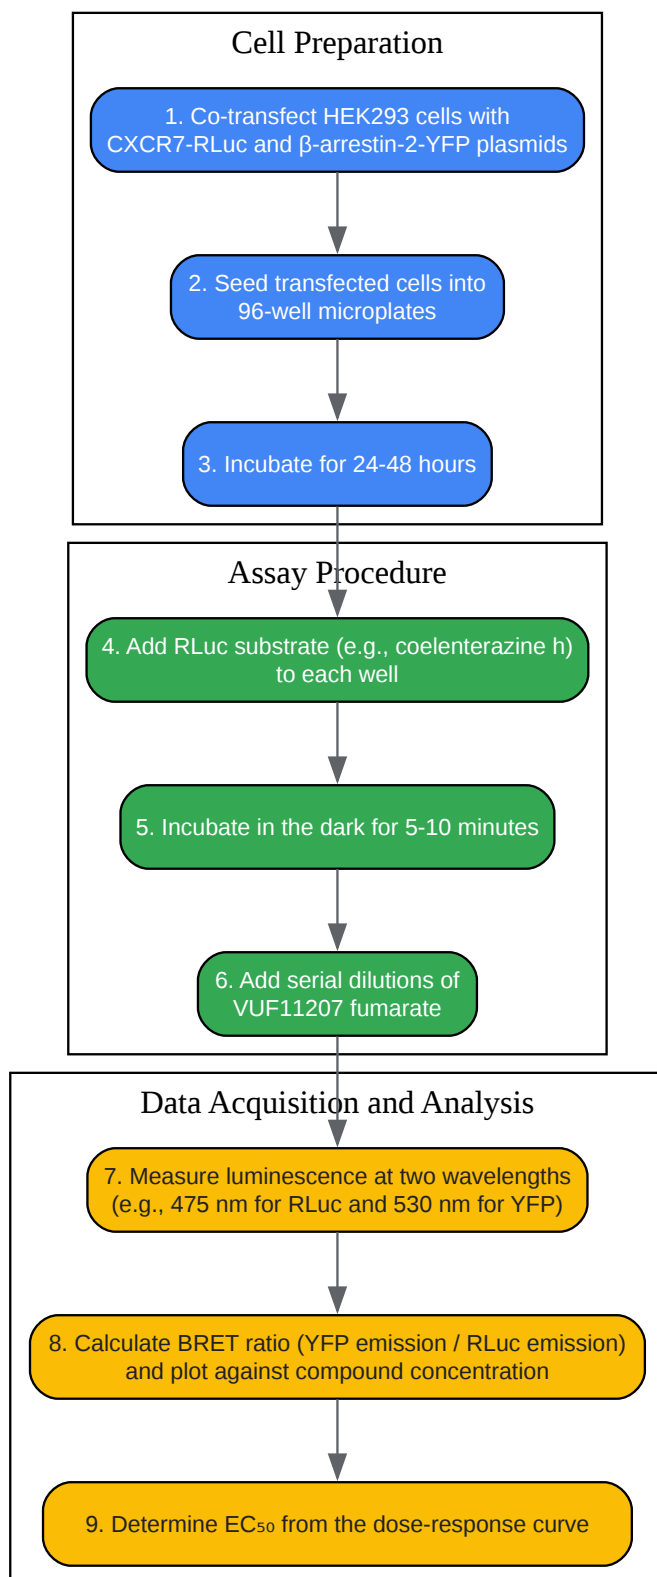 Cell Preparation
1. Co-transfect HEK293 cells with
CXCR7-RLuc and β-arrestin-2-YFP plasmids
2. Seed transfected cells into
96-well microplates
3. Incubate for 24-48 hours
Assay Procedure
4. Add RLuc substrate (e.g., coelenterazine h)
to each well
5. Incubate in the dark for 5-10 minutes
6. Add serial dilutions of
VUF11207 fumarate
Data Acquisition and Analysis
7. Measure luminescence at two wavelengths
(e.g., 475 nm for RLuc and 530 nm for YFP)
8. Calculate BRET ratio (YFP emission / RLuc emission)
and plot against compound concentration
9. Determine EC₅₀ from the dose-response curve